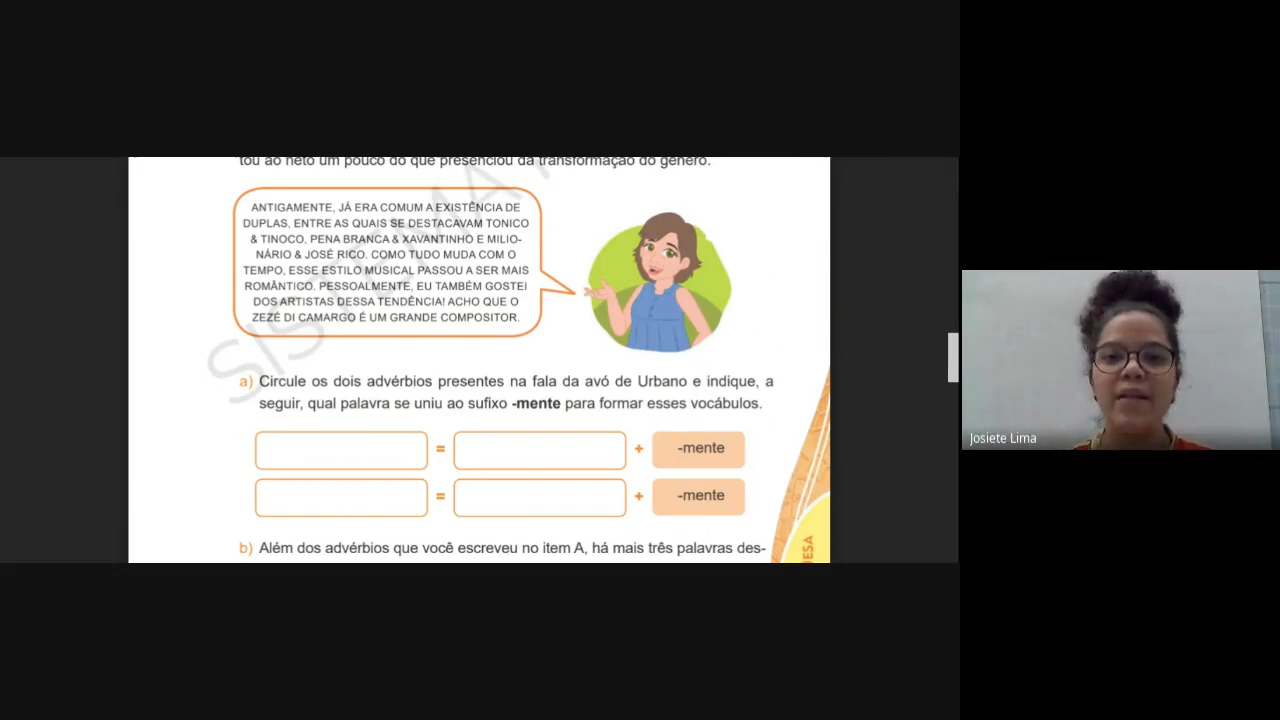 tou ao neto um pouco do que presenciou da transformação do gênero.
ANTIGAMENTE, JÁ ERA COMUM A EXISTÊNCIA DE
DUPLAS, ENTRE AS QUAIS SE DESTACAVAM TONICO
& TINOCO, PENA BRANCA & XAVANTINHO E MILIO-
NÁRIO & JOSÉ RICO. COMO TUDO MUDA COM O
TEMPO, ESSE ESTILO MUSICAL PASSOU A SER MAIS
ROMÂNTICO. PESSOALMENTE, EU TAMBÉM GOSTEI
DOS ARTISTAS DESSA TENDÊNCIA! ACHO QUE O
ZEZÉ DI CAMARGO É UM GRANDE COMPOSITOR.
a) Circule os dois advérbios presentes na fala da avó de Urbano e indique, a
seguir, qual palavra se uniu ao sufixo -mente para formar esses vocábulos.
= + -mente
= + -mente
b) Além dos advérbios que você escreveu no item A, há mais três palavras des-
SISTEMA
Josiete Lima